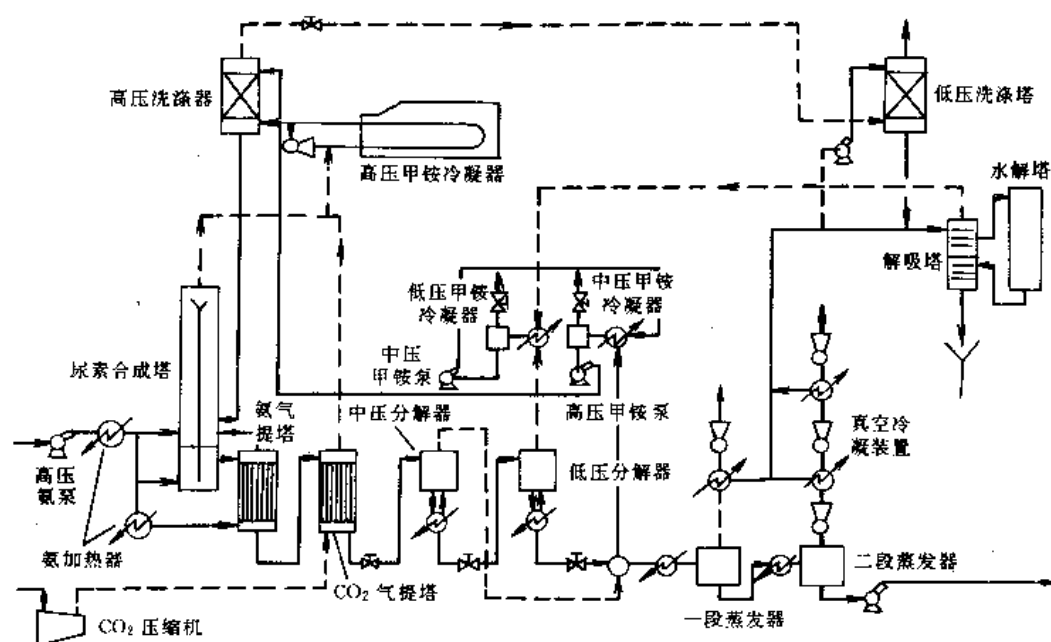 高压洗涤器
低压洗涤塔
高压甲铵冷凝器
水解塔
解吸塔
低压甲铵
冷凝器
中压甲铵
冷凝器
尿素合成塔
中压
甲铵泵
高压甲铵泵
氨气
提塔
中压分解器
真空冷
凝装置
高压
氨泵
低压分解器
氨加热器
CO₂ 气提塔
二段蒸发器
一段蒸发器
CO₂ 压缩机